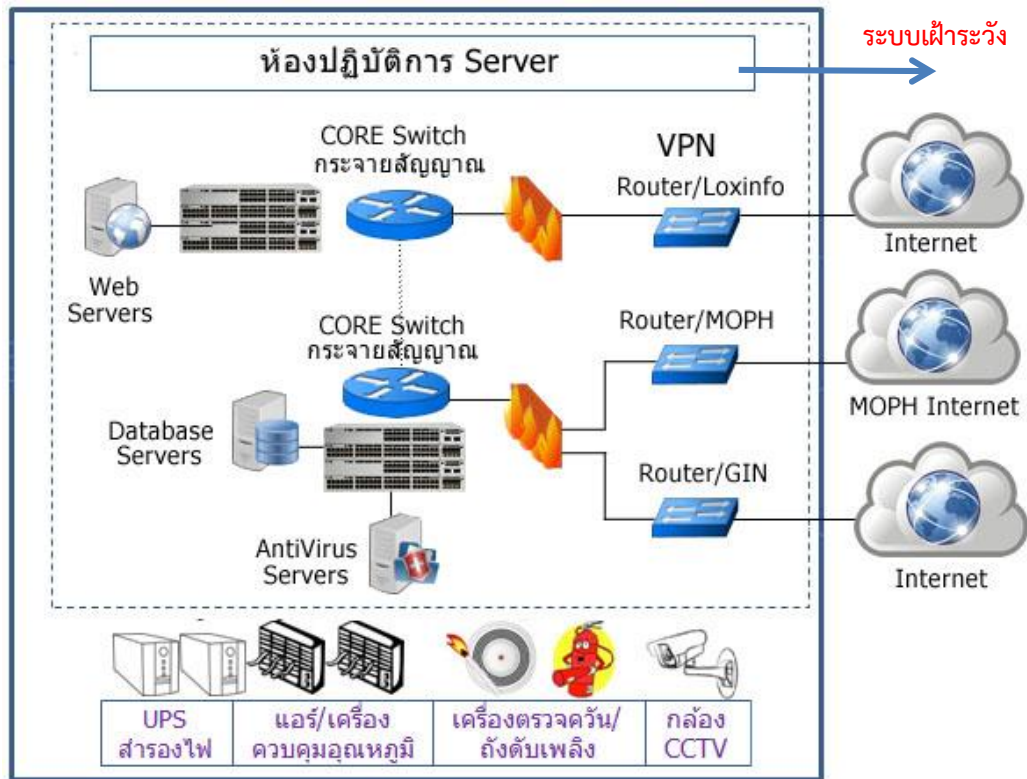 ระบบเฝ้าระวัง
ห้องปฏิบัติการ Server
CORE Switch
กระจายสัญญาณ
VPN
Router/Loxinfo
Internet
Web
Servers
CORE Switch
กระจายสัญญาณ
Router/MOPH
MOPH Internet
Database
Servers
Router/GIN
AntiVirus
Servers
Internet
UPS
สำรองไฟ
แอร์/เครื่อง
ควบคุมอุณหภูมิ
เครื่องตรวจควัน/
ถังดับเพลิง
กล้อง
CCTV